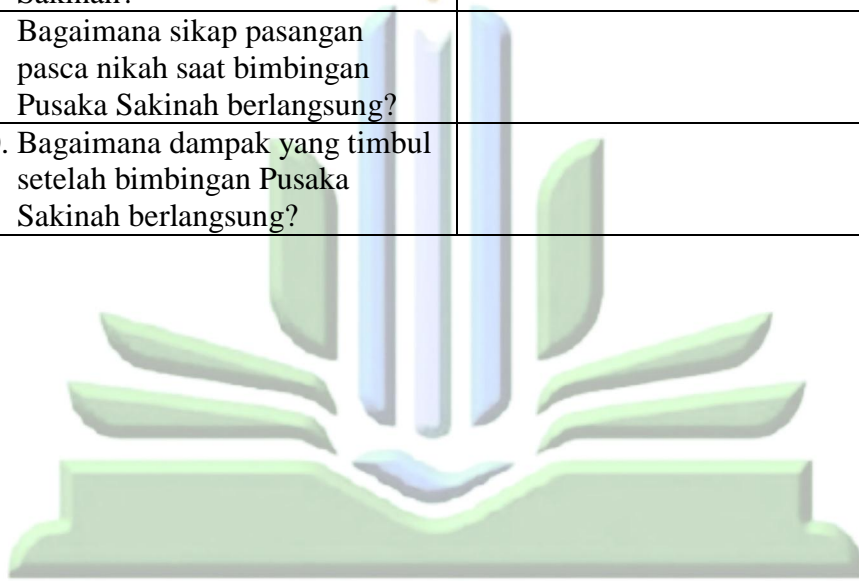 Bagaimana sikap pasangan
pasca nikah saat bimbingan
Pusaka Sakinah berlangsung?
. Bagaimana dampak yang timbul
setelah bimbingan Pusaka
Sakinah berlangsung?